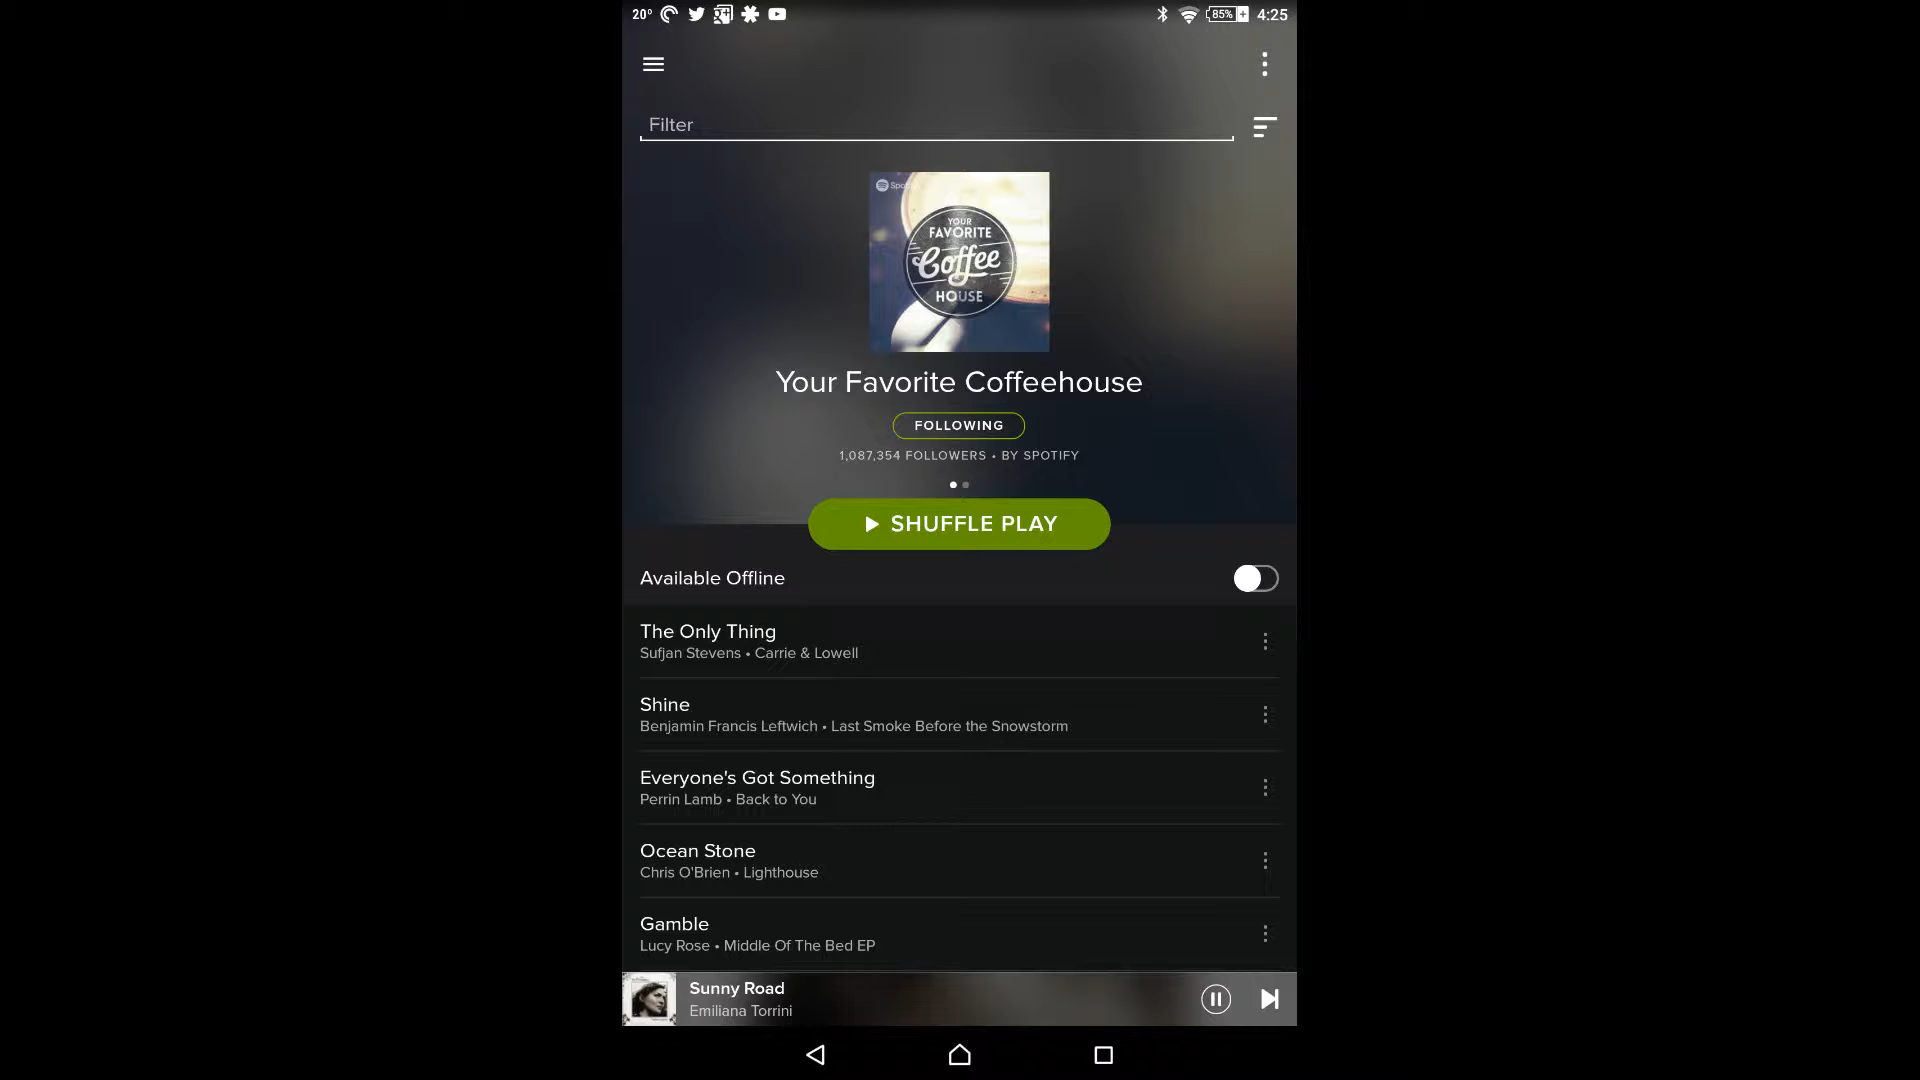 20° 85% 4:25
Filter
Spo
YOUR
FAVORITE
Coffee
HOUSE
Your Favorite Coffeehouse
FOLLOWING
1,087,354 FOLLOWERS • BY SPOTIFY
SHUFFLE PLAY
Available Offline
The Only Thing
Sufjan Stevens • Carrie & Lowell
Shine
Benjamin Francis Leftwich • Last Smoke Before the Snowstorm
Everyone's Got Something
Perrin Lamb • Back to You
Ocean Stone
Chris O'Brien • Lighthouse
Gamble
Lucy Rose • Middle Of The Bed EP
Sunny Road
Emiliana Torrini